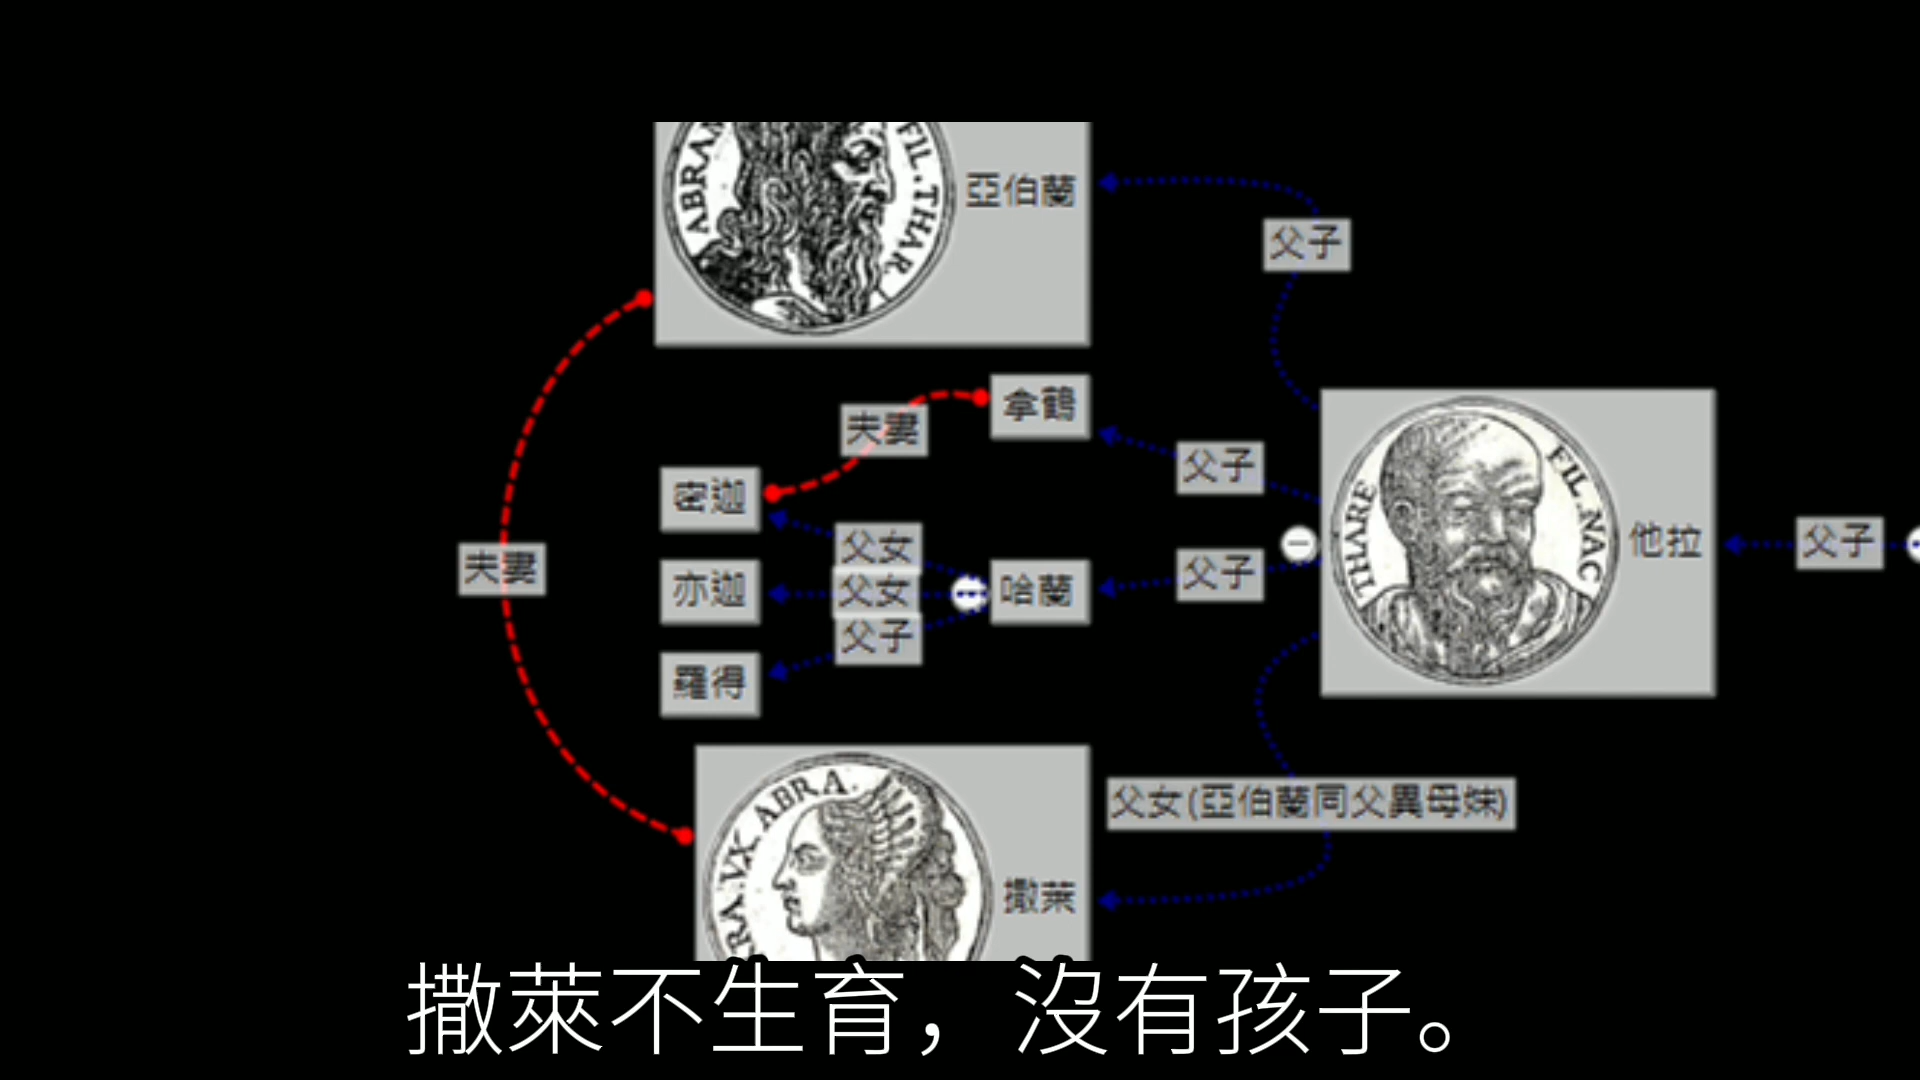 ABRAM
FIL. THAR.
亞伯蘭
父子
拿鶴
夫妻
父子
密迦
THARE
FIL. NAC
他拉
父子
父女
夫妻
亦迦
父女
哈蘭
父子
父子
羅得
父女(亞伯蘭同父異母妹)
RA. VX. ABRA.
撒萊
撒萊不生育，沒有孩子。